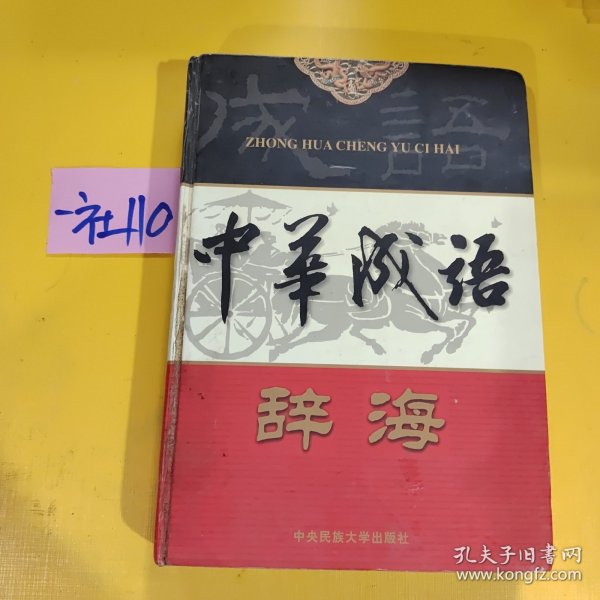 成語
ZHONG HUA CHENG YU CI HAI
一社110
中華成语
辞海
中央民族大学出版社
孔夫子旧书网
www.kongfz.com